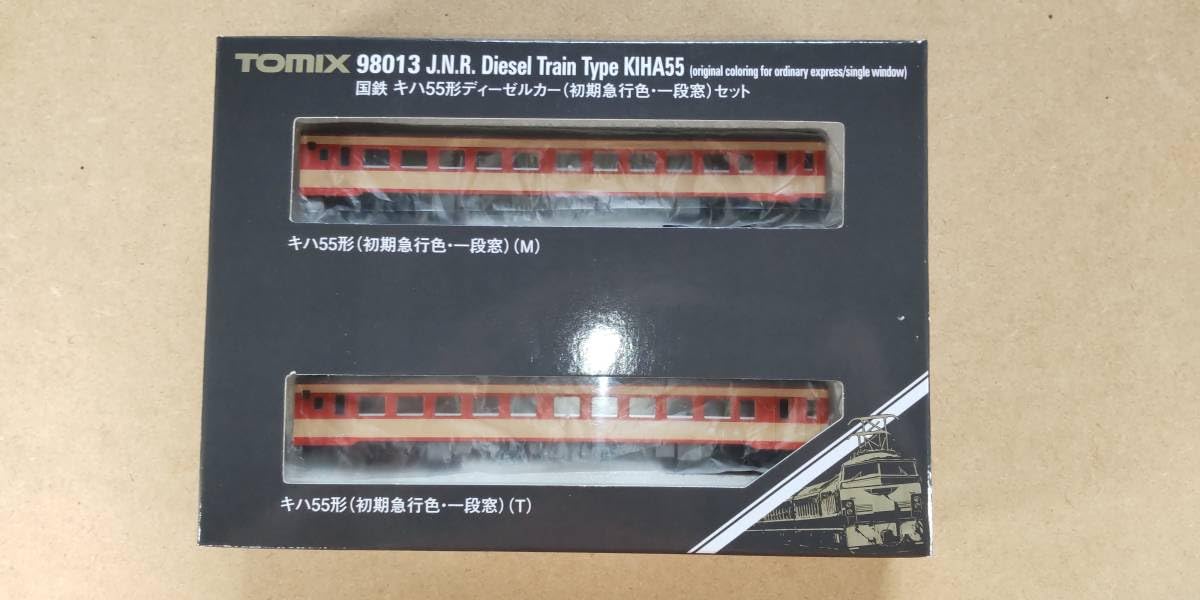 TOMIX 98013 J.N.R. Diesel Train Type KIHA55 (original coloring for ordinary express/single window)
国鉄 キハ55形ディーゼルカー(初期急行色・一段窓)セット
キハ55形(初期急行色・一段窓)(M)
キハ55形(初期急行色・一段窓)(T)